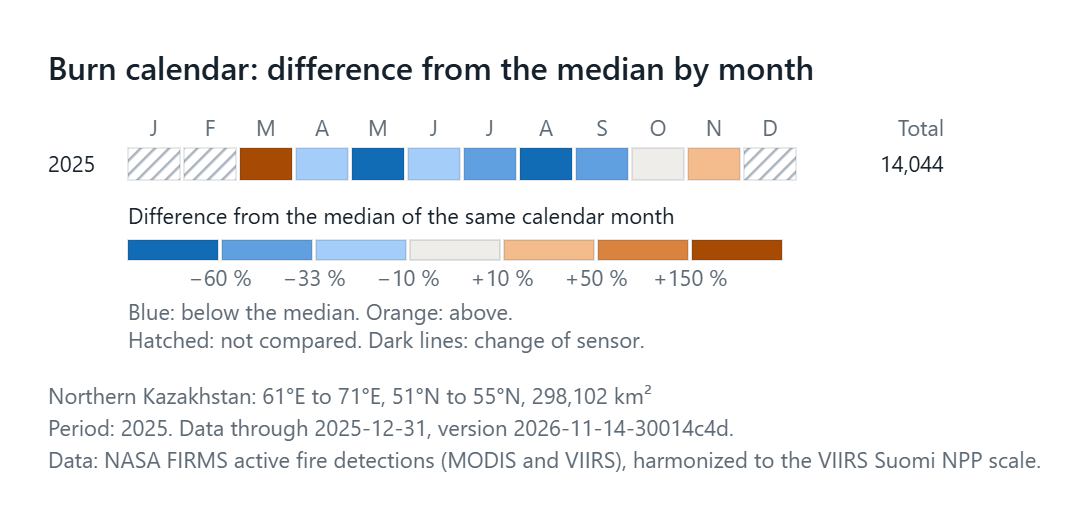 Burn calendar: difference from the median by month
J F M A M J J A S O N D Total
2025 14,044
Difference from the median of the same calendar month
−60 % −33 % −10 % +10 % +50 % +150 %
Blue: below the median. Orange: above.
Hatched: not compared. Dark lines: change of sensor.
Northern Kazakhstan: 61°E to 71°E, 51°N to 55°N, 298,102 km²
Period: 2025. Data through 2025-12-31, version 2026-11-14-30014c4d.
Data: NASA FIRMS active fire detections (MODIS and VIIRS), harmonized to the VIIRS Suomi NPP scale.